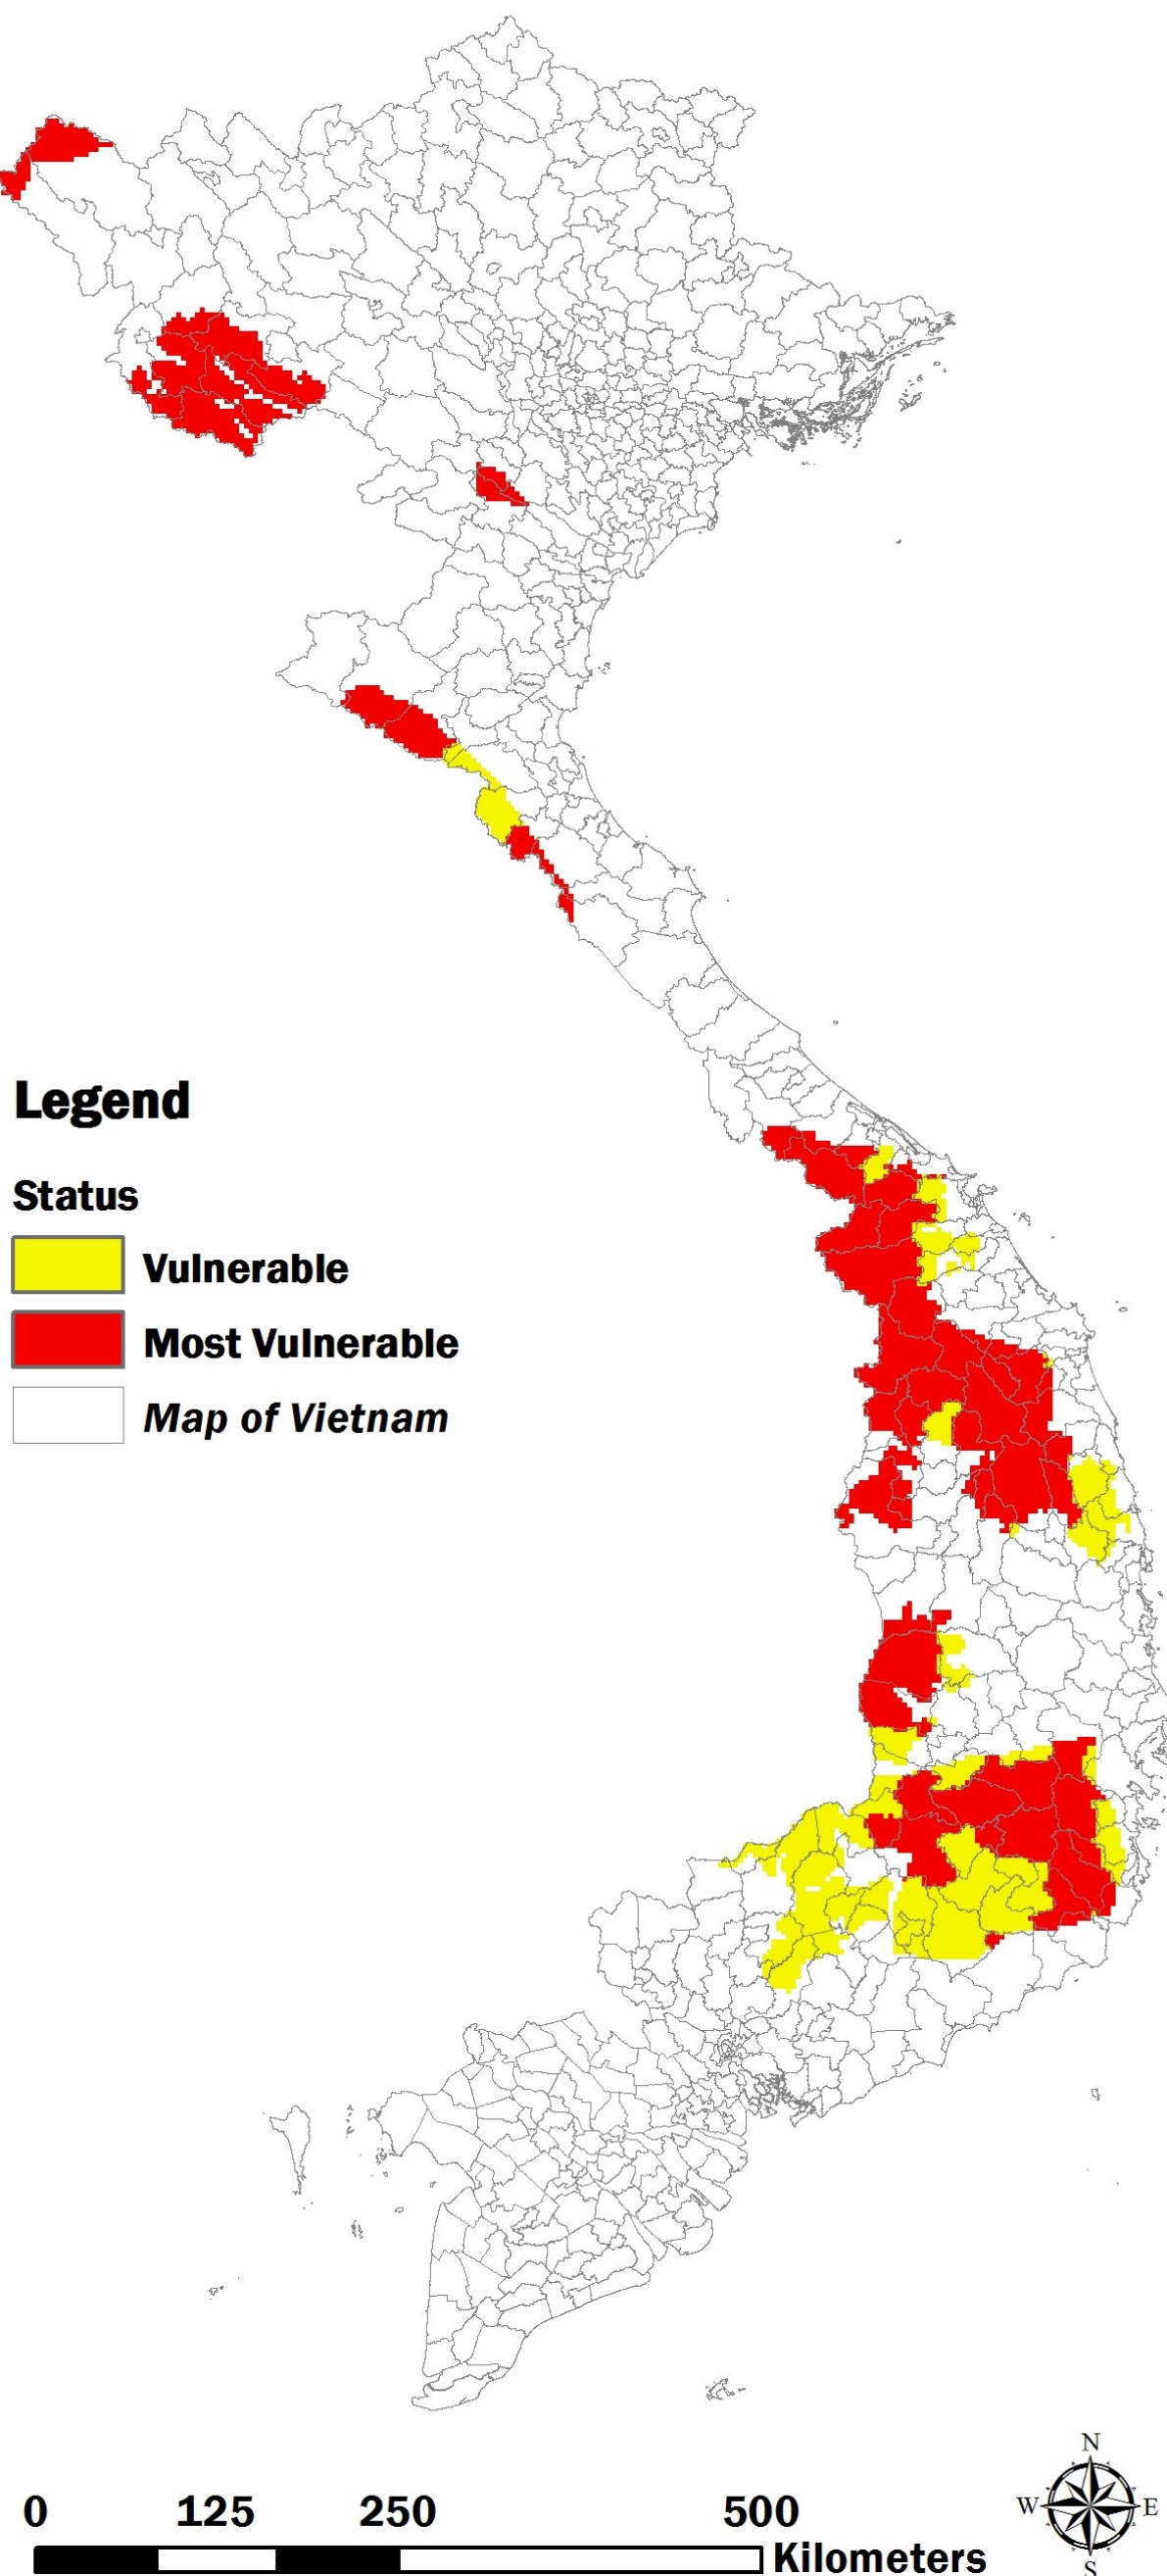 Legend
Status
Vulnerable
Most Vulnerable
Map of Vietnam
N
W E
S
0 125 250 500
Kilometers